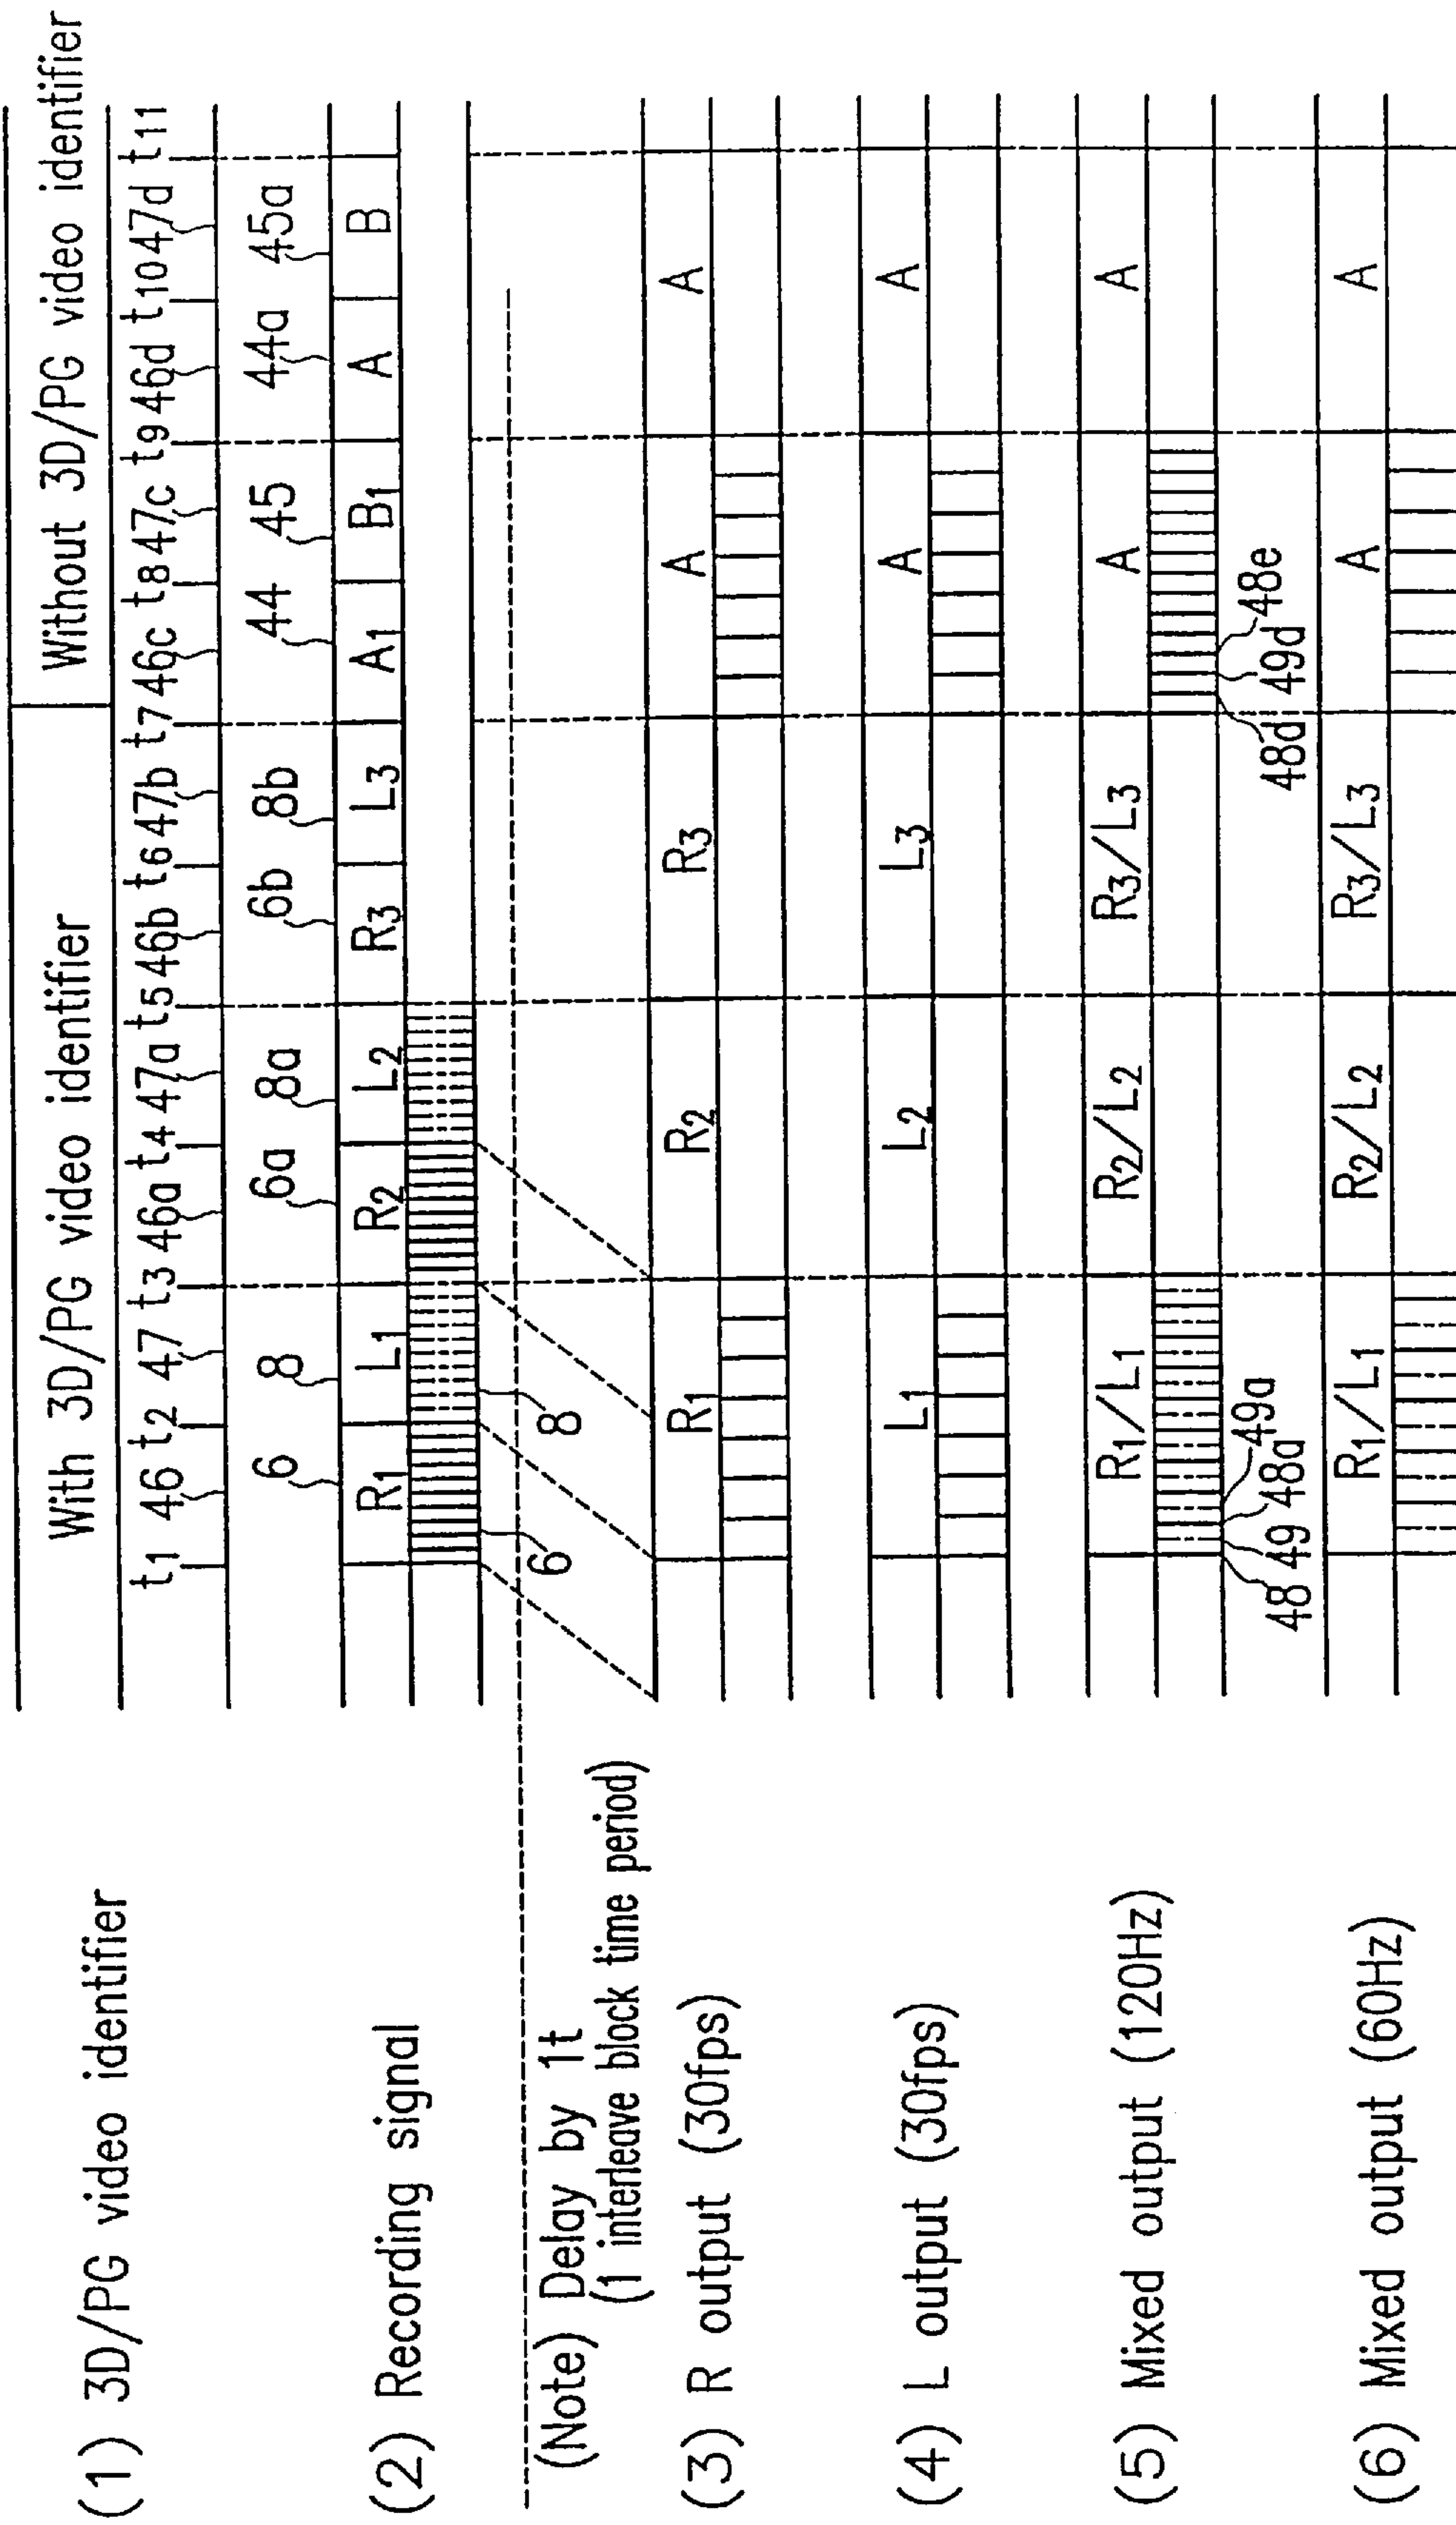 With 3D/PG video identifier Without 3D/PG video identifier
(1) 3D/PG video identifier
t1 46 t2 47 t3 46a t4 47a t5 46b t6 47b t7 46c t8 47c t9 46d t10 47d t11
6 8 6a 8a 6b 8b 44 45 44a 45a
(2) Recording signal
R1 L1 R2 L2 R3 L3 A1 B1 A B
6 8
(Note) Delay by 1t
(1 interleave block time period)
(3) R output (30fps)
R1 R2 R3 A A
(4) L output (30fps)
L1 L2 L3 A A
(5) Mixed output (120Hz)
R1/L1 R2/L2 R3/L3 A A
48 49 48a 49a 48d 49d 48e
(6) Mixed output (60Hz)
R1/L1 R2/L2 R3/L3 A A